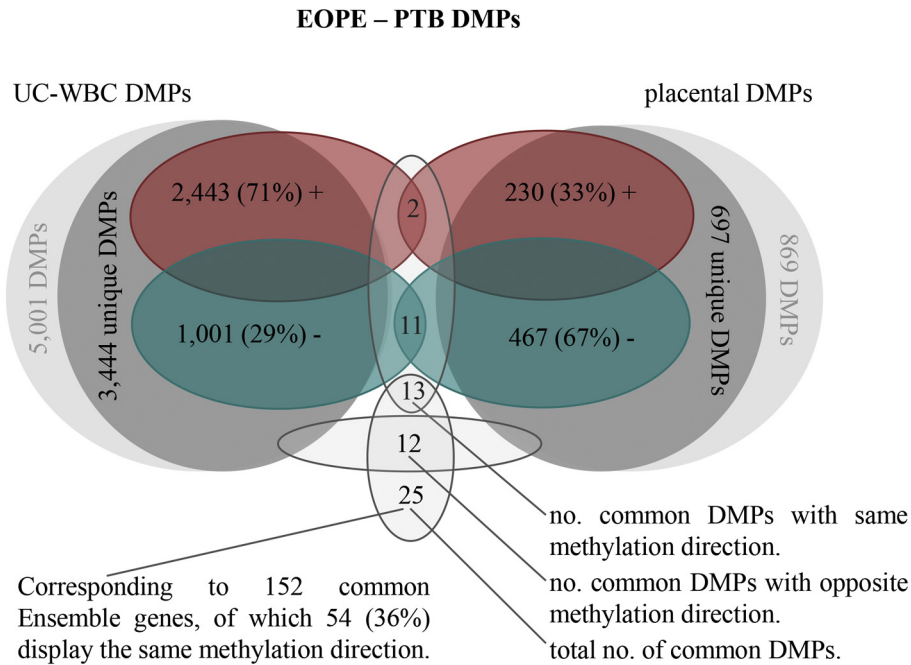 EOPE – PTB DMPs
UC-WBC DMPs
placental DMPs
5,001 DMPs
3,444 unique DMPs
2,443 (71%) +
2
230 (33%) +
1,001 (29%) -
11
467 (67%) -
697 unique DMPs
869 DMPs
13
12
25
no. common DMPs with same
methylation direction.
no. common DMPs with opposite
methylation direction.
total no. of common DMPs.
Corresponding to 152 common
Ensemble genes, of which 54 (36%)
display the same methylation direction.